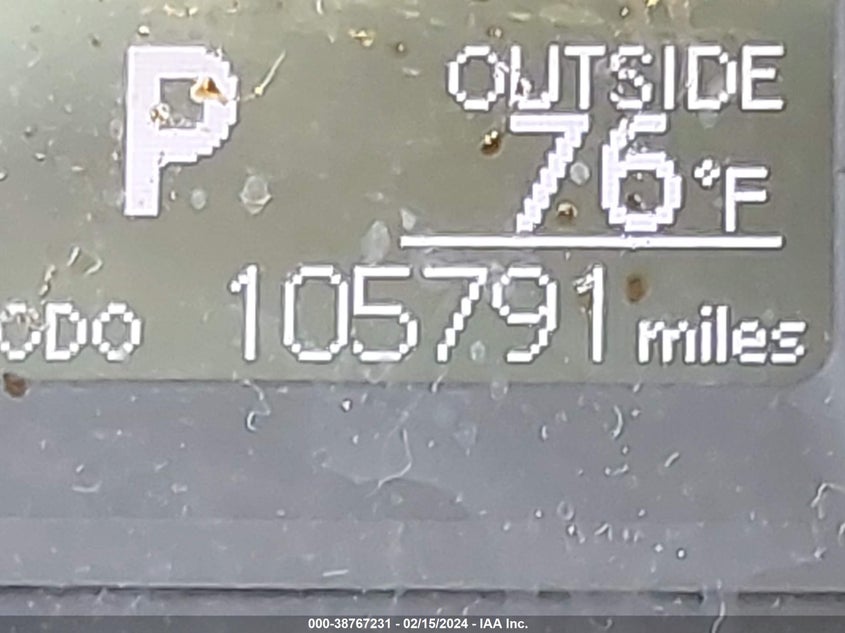 P
OUTSIDE
76°F
ODO 105791 miles
000-38767231 - 02/15/2024 - IAA Inc.